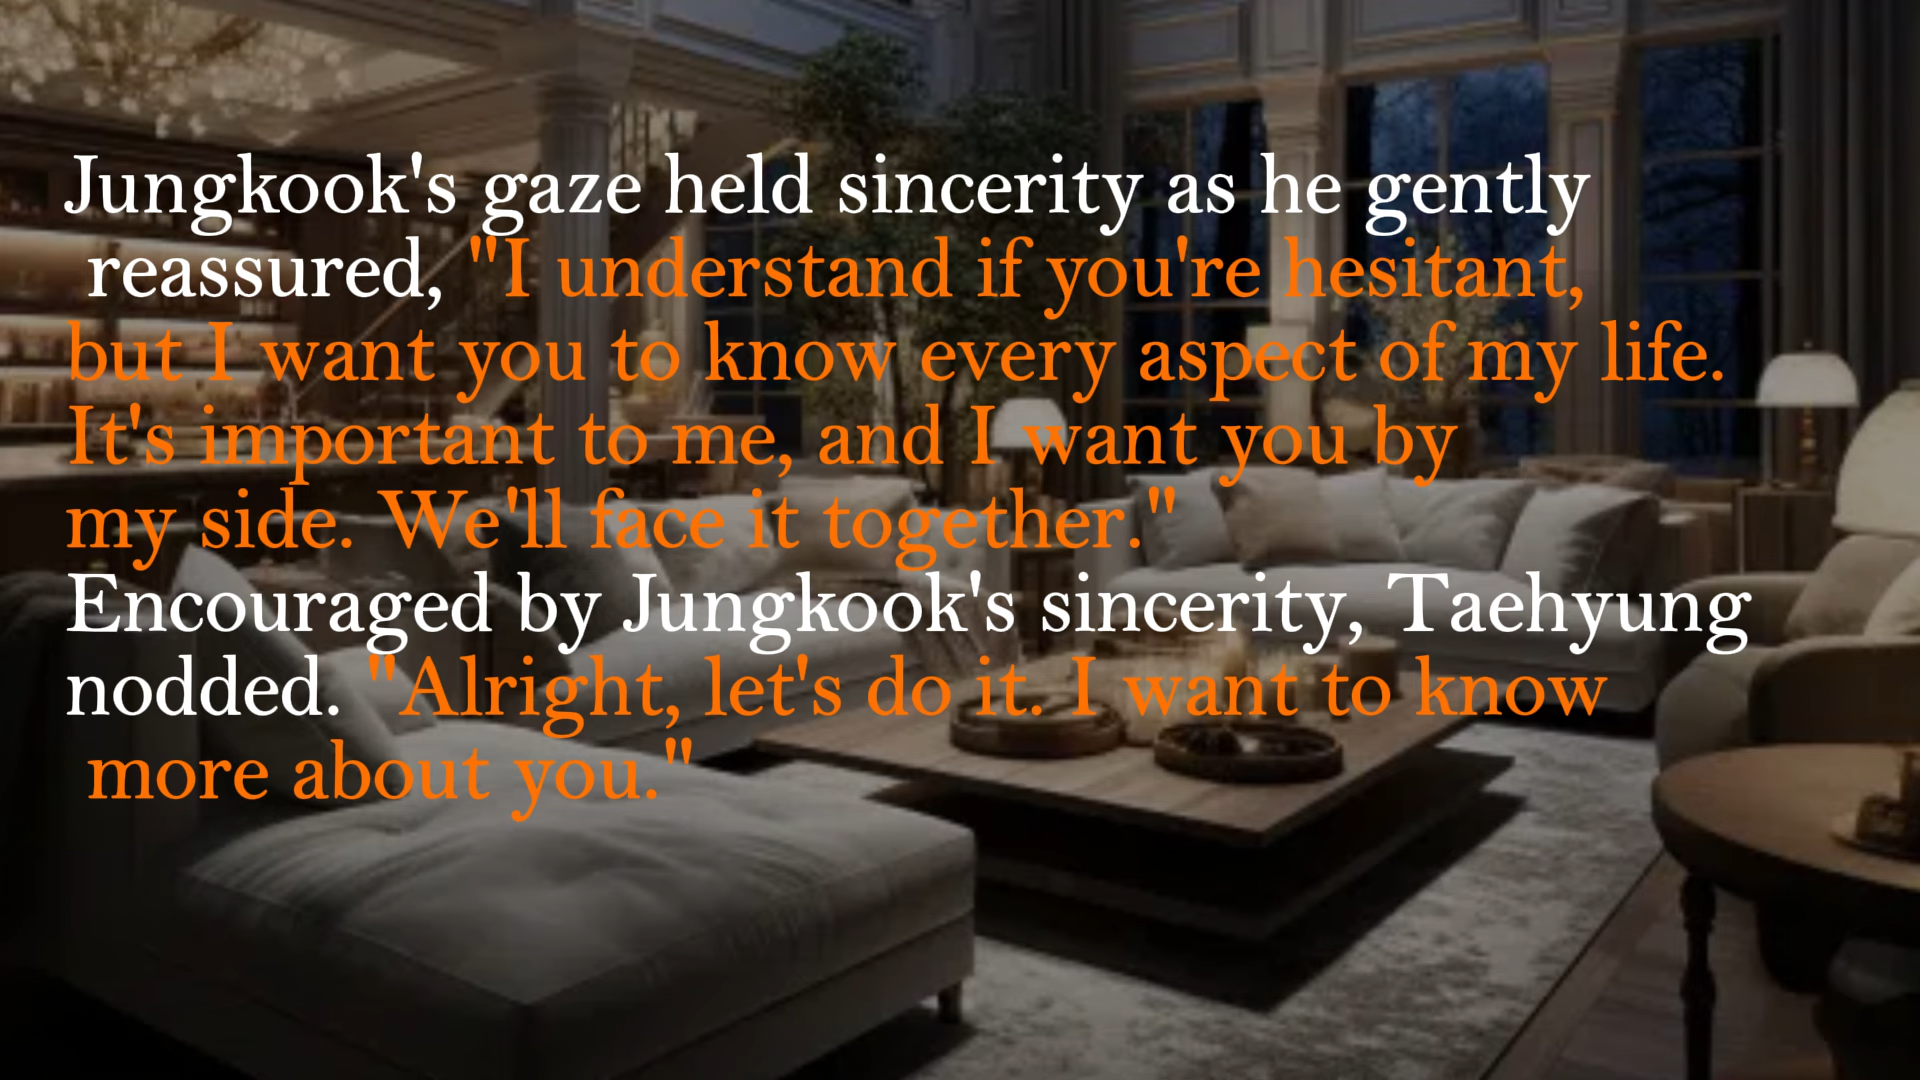 Jungkook's gaze held sincerity as he gently
reassured, "I understand if you're hesitant,
but I want you to know every aspect of my life.
It's important to me, and I want you by
my side. We'll face it together."
Encouraged by Jungkook's sincerity, Taehyung
nodded. "Alright, let's do it. I want to know
more about you."